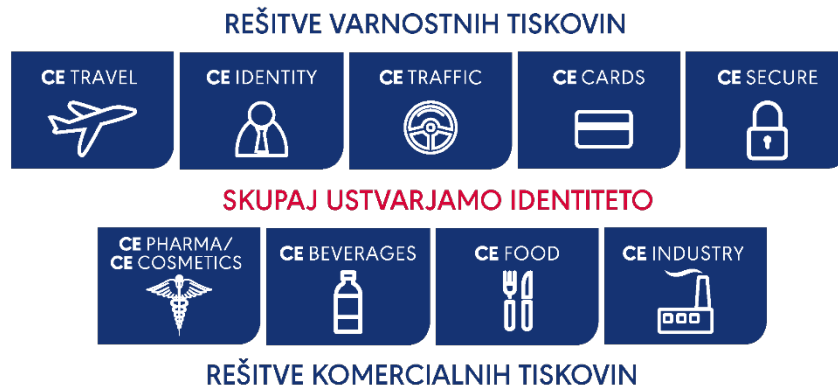 REŠITVE VARNOSTNIH TISKOVIN
CE TRAVEL
CE IDENTITY
CE TRAFFIC
CE CARDS
CE SECURE
SKUPAJ USTVARJAMO IDENTITETO
CE PHARMA/
CE COSMETICS
CE BEVERAGES
CE FOOD
CE INDUSTRY
REŠITVE KOMERCIALNIH TISKOVIN